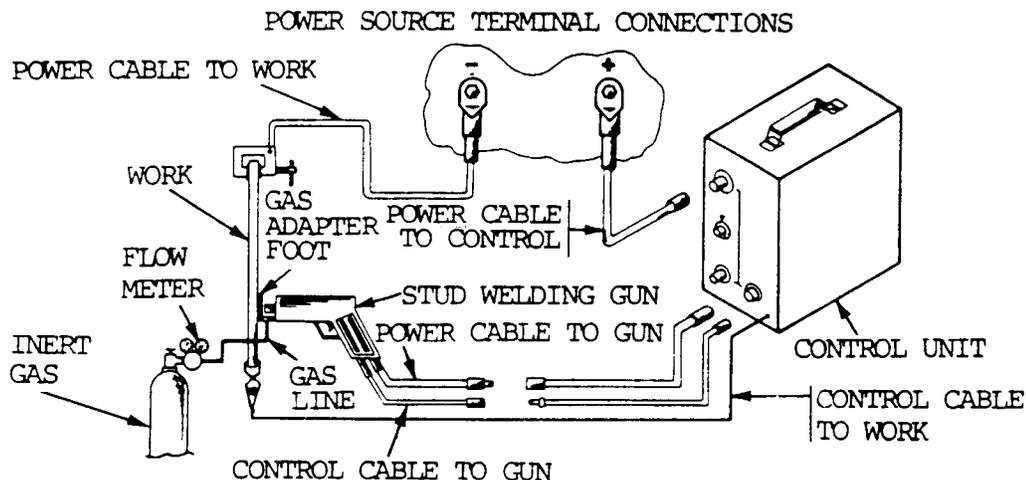 POWER SOURCE TERMINAL CONNECTIONS
POWER CABLE TO WORK
-
+
WORK
GAS
ADAPTER
FOOT
POWER CABLE
TO CONTROL
FLOW
METER
STUD WELDING GUN
POWER CABLE TO GUN
INERT
GAS
GAS
LINE
CONTROL UNIT
CONTROL CABLE
TO WORK
CONTROL CABLE TO GUN